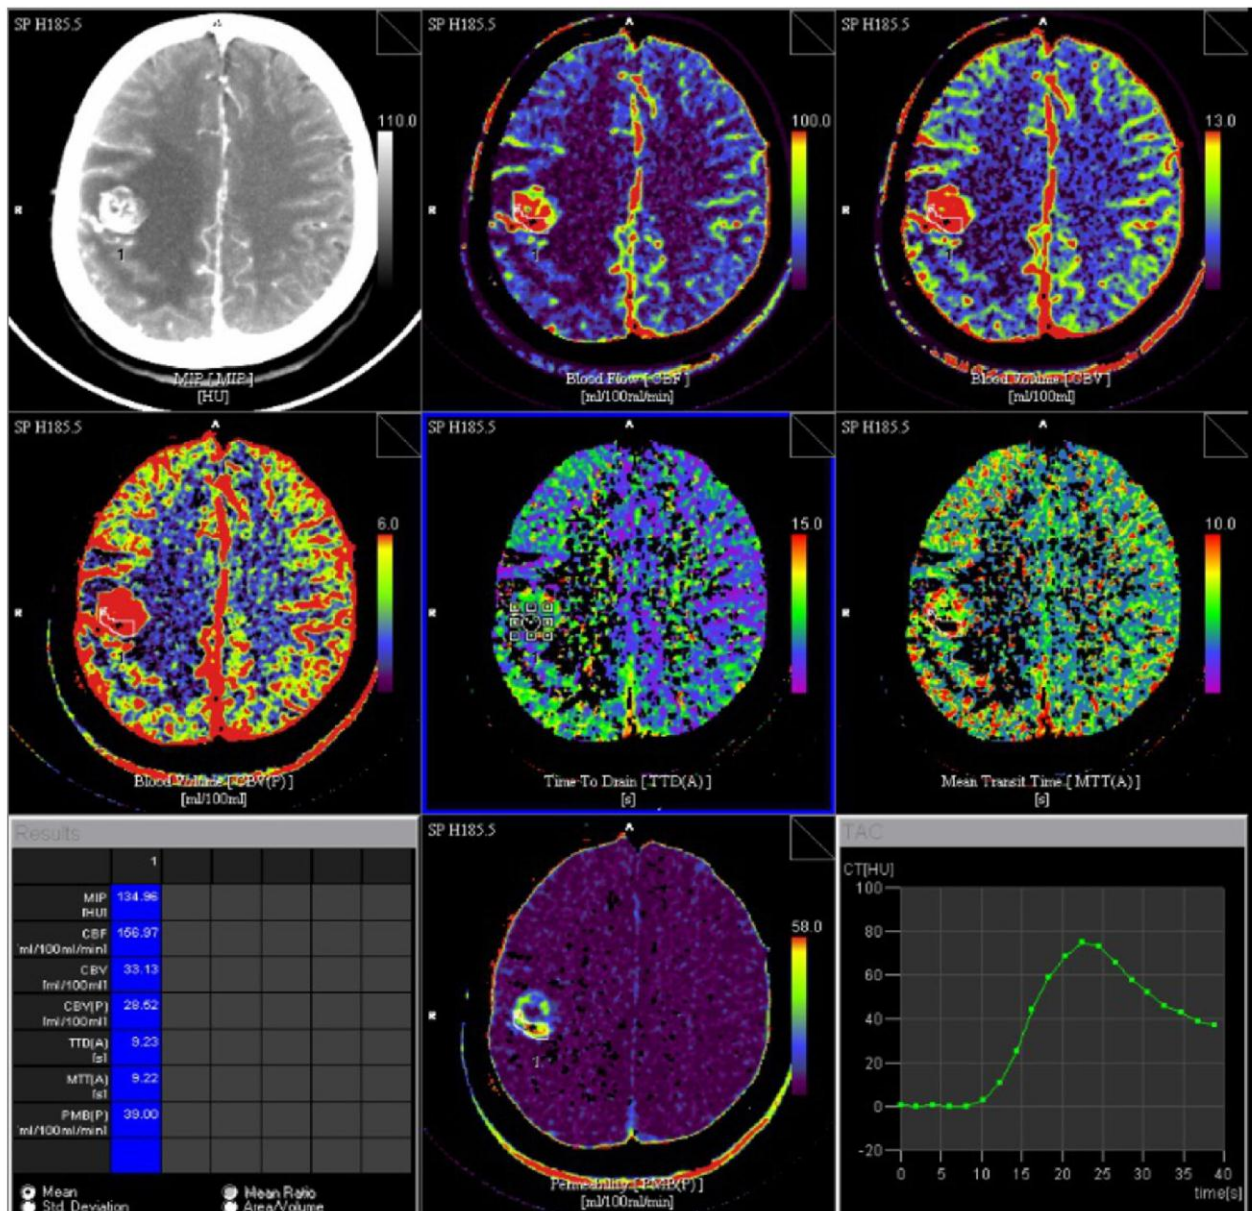 SP H185.5
A
R
110.0
1
MIP [ MIP ]
[HU]
SP H185.5
A
R
100.0
1
Blood Flow [ CBF ]
[ml/100ml/min]
SP H185.5
A
R
13.0
1
Blood Volume [ CBV ]
[ml/100ml]
SP H185.5
A
R
6.0
1
Blood Volume [ CBV(P) ]
[ml/100ml]
SP H185.5
A
R
15.0
1
Time To Drain [ TTD(A) ]
[s]
SP H185.5
A
R
10.0
Mean Transit Time [ MTT(A) ]
[s]
Results
1
MIP 134.96
[HU]
CBF 156.97
ml/100ml/min]
CBV 33.13
[ml/100ml]
CBV(P) 28.52
[ml/100ml]
TTD(A) 9.23
[s]
MTT(A) 9.22
[s]
PMB(P) 39.00
ml/100ml/min]
Mean Mean Ratio
Std. Deviation Area/Volume
SP H185.5
A
R
58.0
1
Permeability [ PMB(P) ]
[ml/100ml/min]
TAC
CT[HU]
100
80
60
40
20
0
-20
0 5 10 15 20 25 30 35 40
time[s]